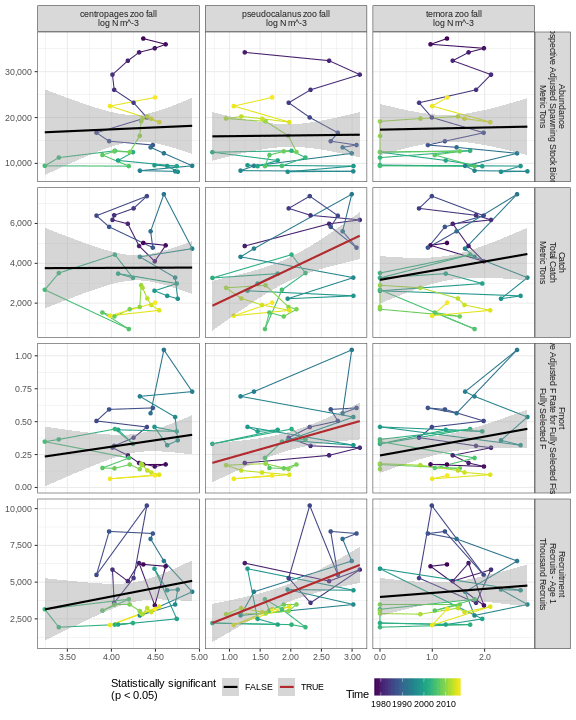 centropages zoo fall
log N m^-3
pseudocalanus zoo fall
log N m^-3
temora zoo fall
log N m^-3
30,000
20,000
10,000
Abundance
Adjusted Spawning Stock
Metric Tons
6,000
4,000
2,000
Catch
Total Catch
Metric Tons
1.00
0.75
0.50
0.25
0.00
Fmort
Adjusted F Rate for Fully Selected
Fully Selected F
10,000
7,500
5,000
2,500
Recruitment
Recruits - Age 1
Thousand Recruits
3.50 4.00 4.50 5.00
1.00 1.50 2.00 2.50 3.00
0.0 1.0 2.0
Statistically significant
(p < 0.05)
FALSE
TRUE
Time
1980 1990 2000 2010